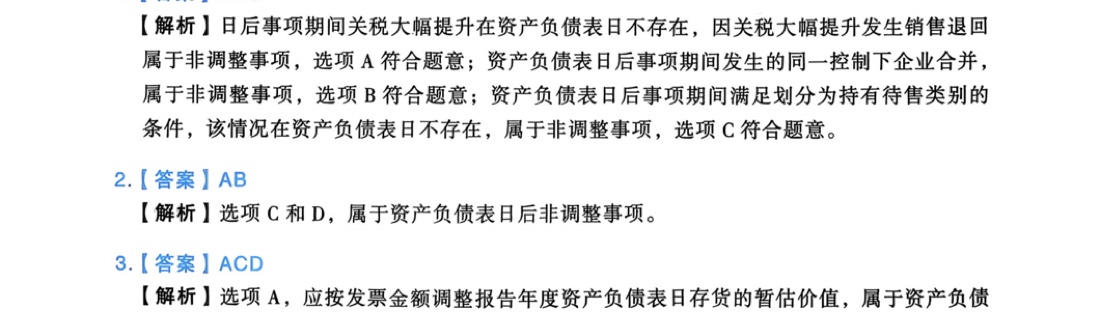 【解析】日后事项期间关税大幅提升在资产负债表日不存在，因关税大幅提升发生销售退回
属于非调整事项，选项 A 符合题意；资产负债表日后事项期间发生的同一控制下企业合并，
属于非调整事项，选项 B 符合题意；资产负债表日后事项期间满足划分为持有待售类别的
条件，该情况在资产负债表日不存在，属于非调整事项，选项 C 符合题意。
2.【答案】AB
【解析】选项 C 和 D，属于资产负债表日后非调整事项。
3.【答案】ACD
【解析】选项 A，应按发票金额调整报告年度资产负债表日存货的暂估价值，属于资产负债